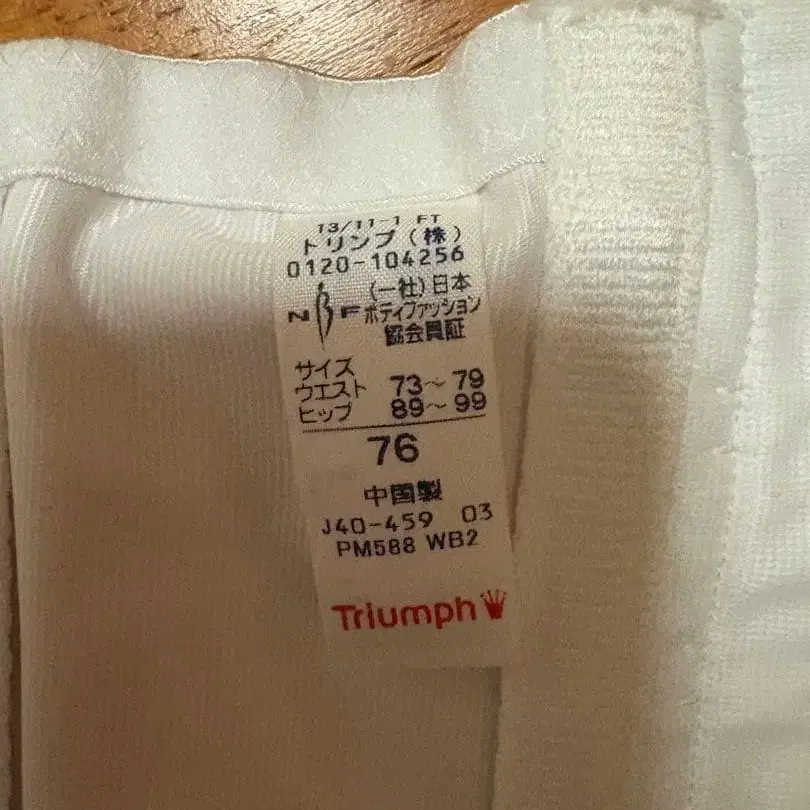 13/11-1 FT
トリンプ(株)
0120-104256
NBF (一社)日本
ボディファッション
協会員証
サイズ
ウエスト 73〜79
ヒップ 89〜99
76
中国製
J40-459 03
PM588 WB2
Triumph